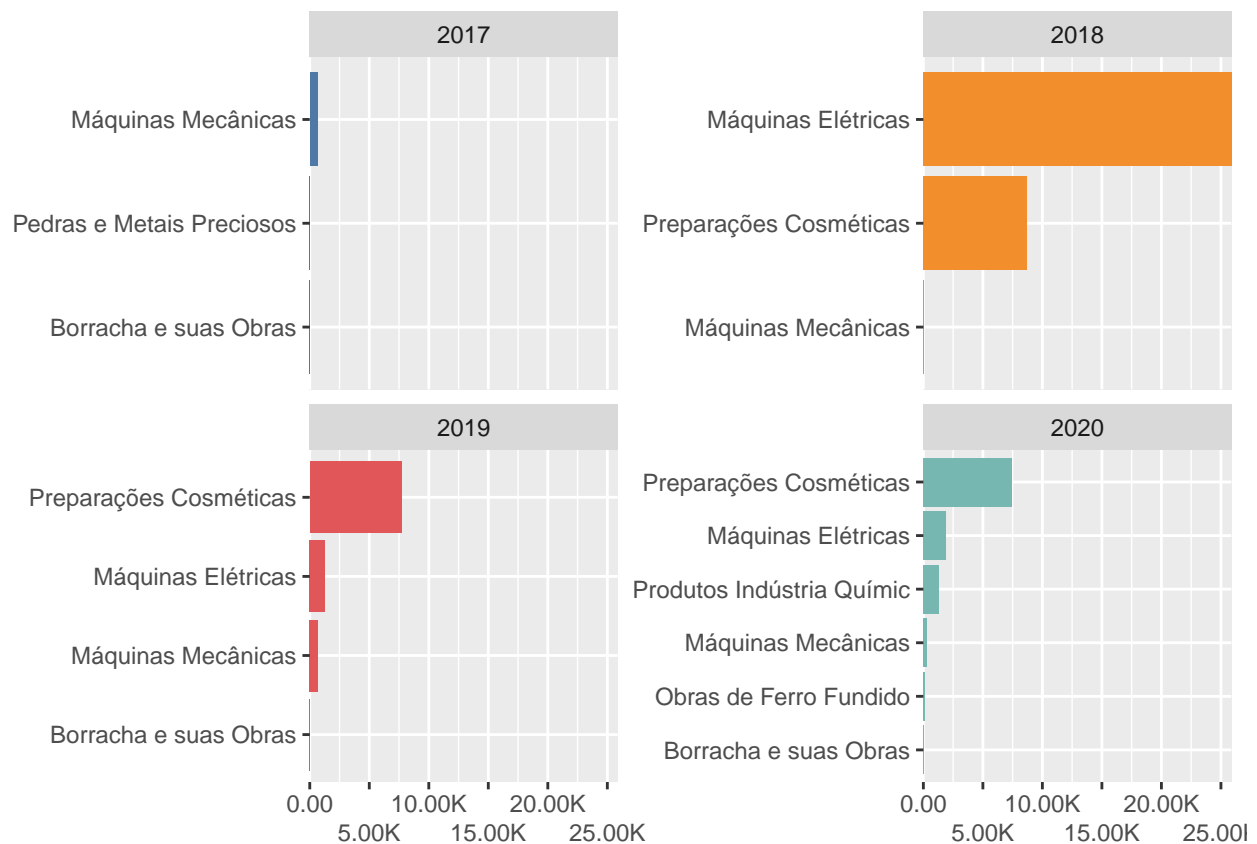 2017
Máquinas Mecânicas
Pedras e Metais Preciosos
Borracha e suas Obras
2018
Máquinas Elétricas
Preparações Cosméticas
Máquinas Mecânicas
2019
Preparações Cosméticas
Máquinas Elétricas
Máquinas Mecânicas
Borracha e suas Obras
0.00 10.00K 20.00K
5.00K 15.00K 25.00K
2020
Preparações Cosméticas
Máquinas Elétricas
Produtos Indústria Químic
Máquinas Mecânicas
Obras de Ferro Fundido
Borracha e suas Obras
0.00 10.00K 20.00K
5.00K 15.00K 25.00K